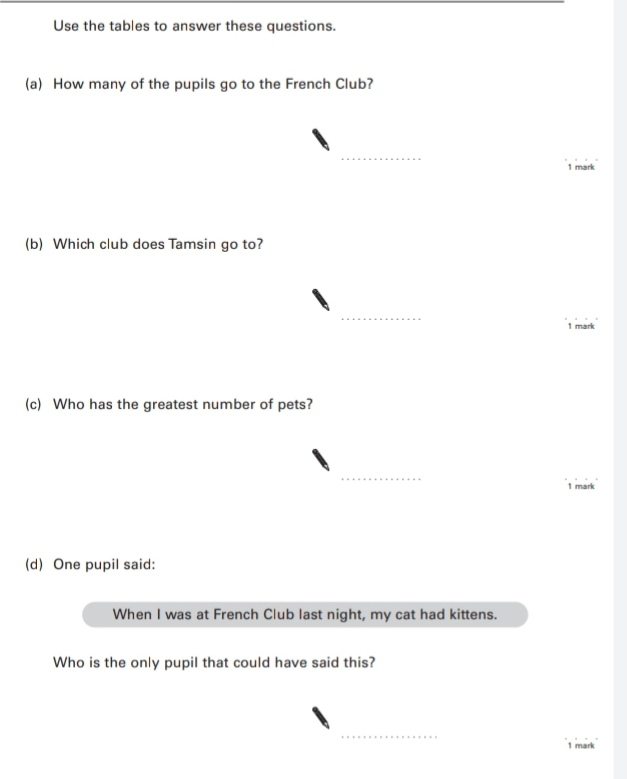 Use the tables to answer these questions.
(a) How many of the pupils go to the French Club?
1 mark
(b) Which club does Tamsin go to?
1 mark
(c) Who has the greatest number of pets?
1 mark
(d) One pupil said:
When I was at French Club last night, my cat had kittens.
Who is the only pupil that could have said this?
1 mark